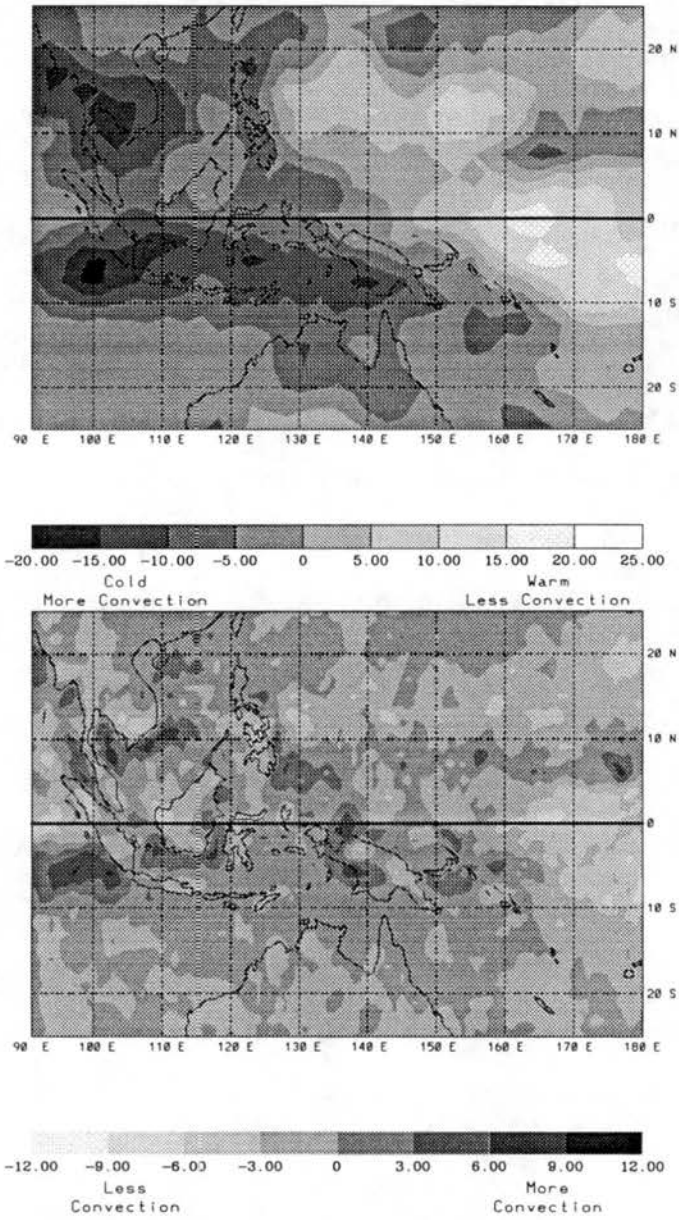 20 N
10 N
0
10 S
20 S
90 E 100 E 110 E 120 E 130 E 140 E 150 E 160 E 170 E 180 E
-20.00 -15.00 -10.00 -5.00 0 5.00 10.00 15.00 20.00 25.00
Cold Warm
More Convection Less Convection
20 N
10 N
0
10 S
20 S
90 E 100 E 110 E 120 E 130 E 140 E 150 E 160 E 170 E 180 E
-12.00 -9.00 -6.00 -3.00 0 3.00 6.00 9.00 12.00
Less More
Convection Convection